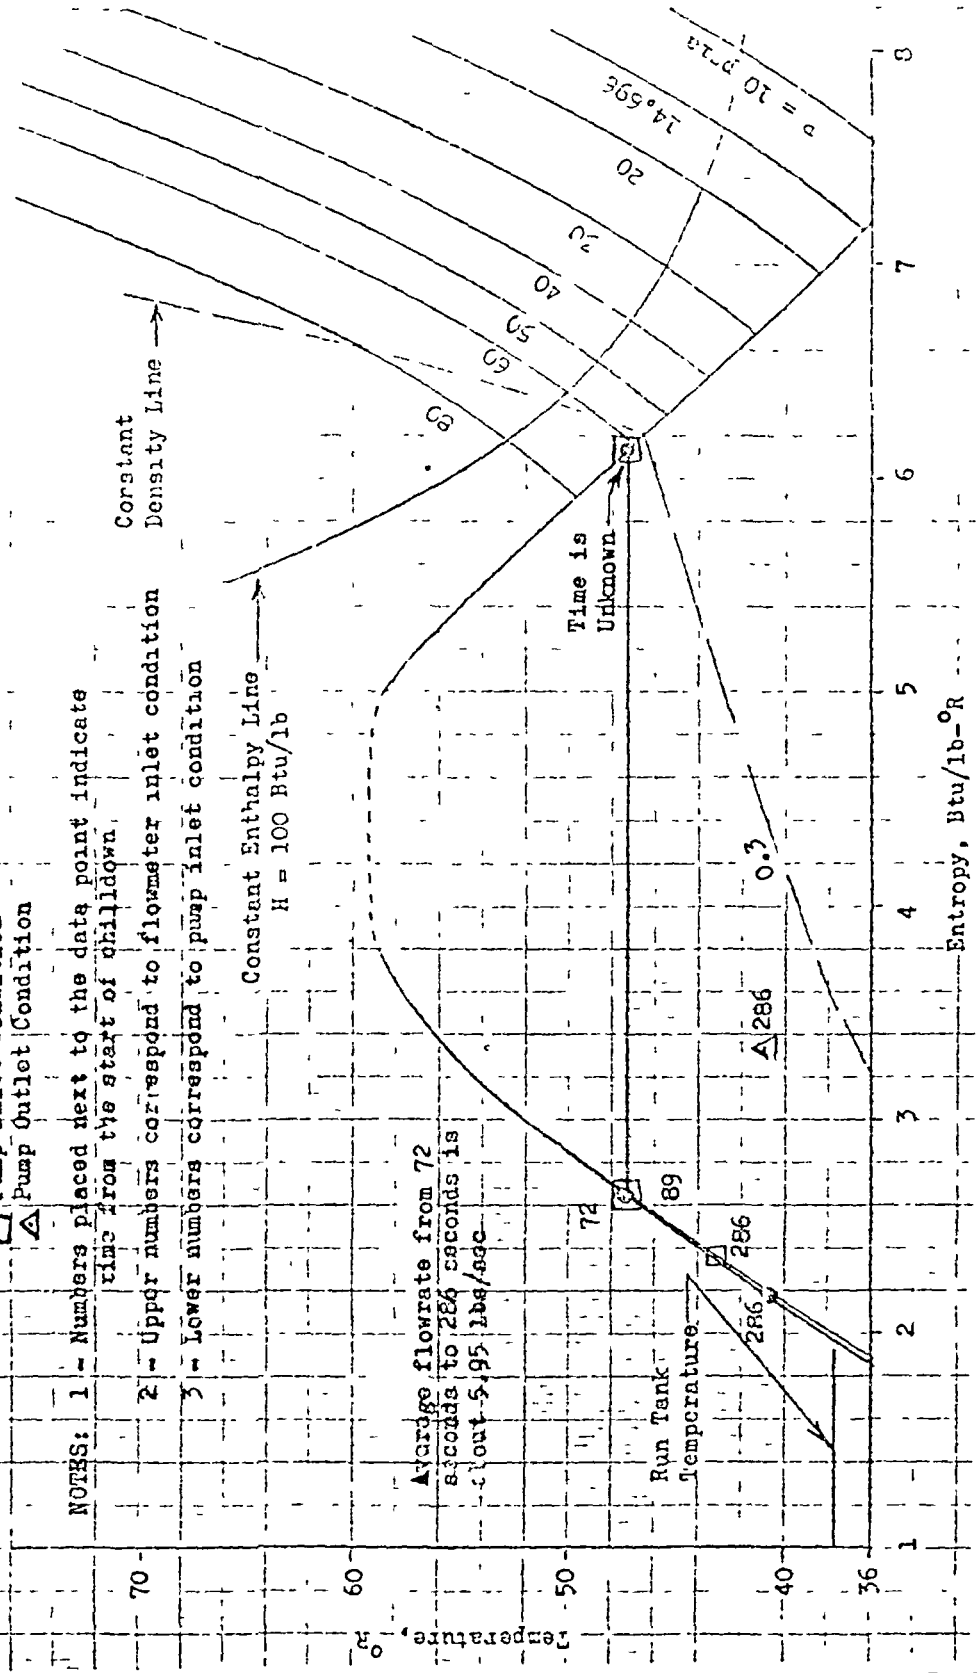 Pump Outlet Condition
NOTES: 1 - Numbers placed next to the data point indicate
time from the start of chilldown.
2 - Upper numbers correspond to flowmeter inlet condition
3 - Lower numbers correspond to pump inlet condition
Constant
Density Line
Constant Enthalpy Line
H = 100 Btu/lb
Average flowrate from 72
seconds to 286 seconds is
about 5.95 lbs/sec
Time is
Unknown
Run Tank
Temperature
80
60
50
40
30
20
14.696
P = 10 psia
72
89
286
286
286
0.3
Temperature, °R
70
60
50
40
36
1
2
3
4
5
6
7
8
Entropy, Btu/lb-°R